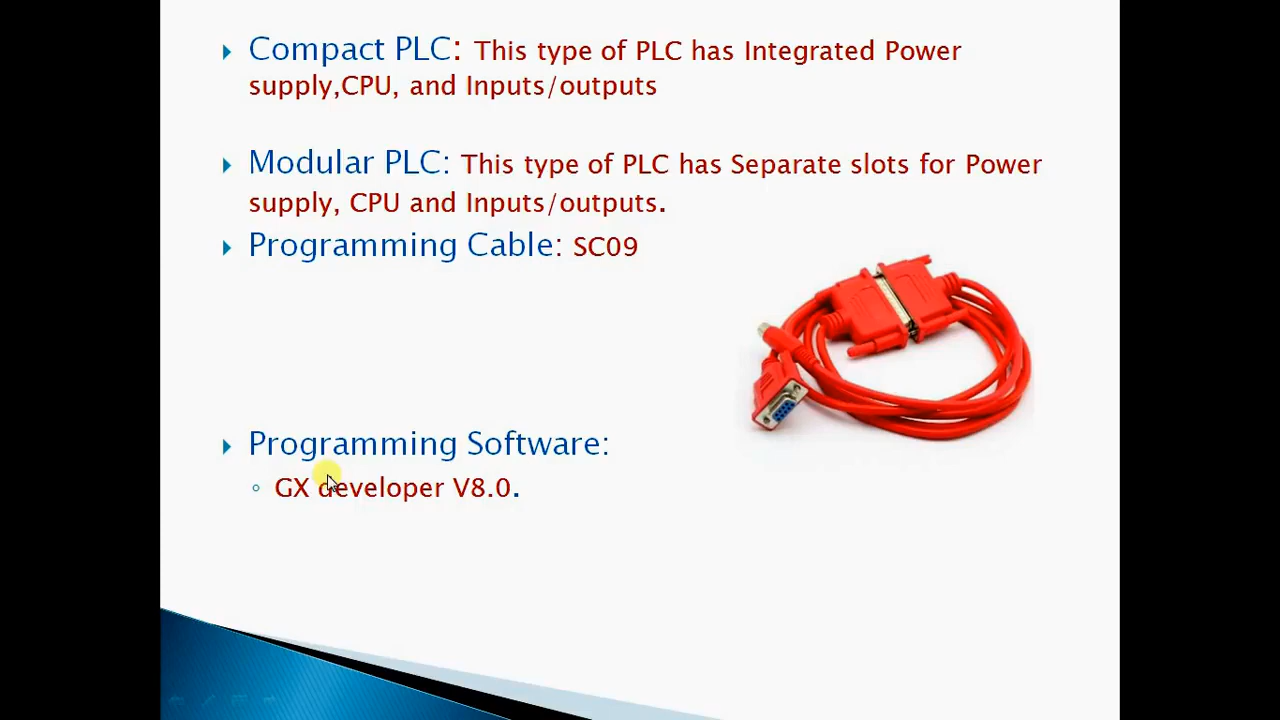 Compact PLC: This type of PLC has Integrated Power
supply,CPU, and Inputs/outputs
Modular PLC: This type of PLC has Separate slots for Power
supply, CPU and Inputs/outputs.
Programming Cable: SC09
Programming Software:
GX developer V8.0.